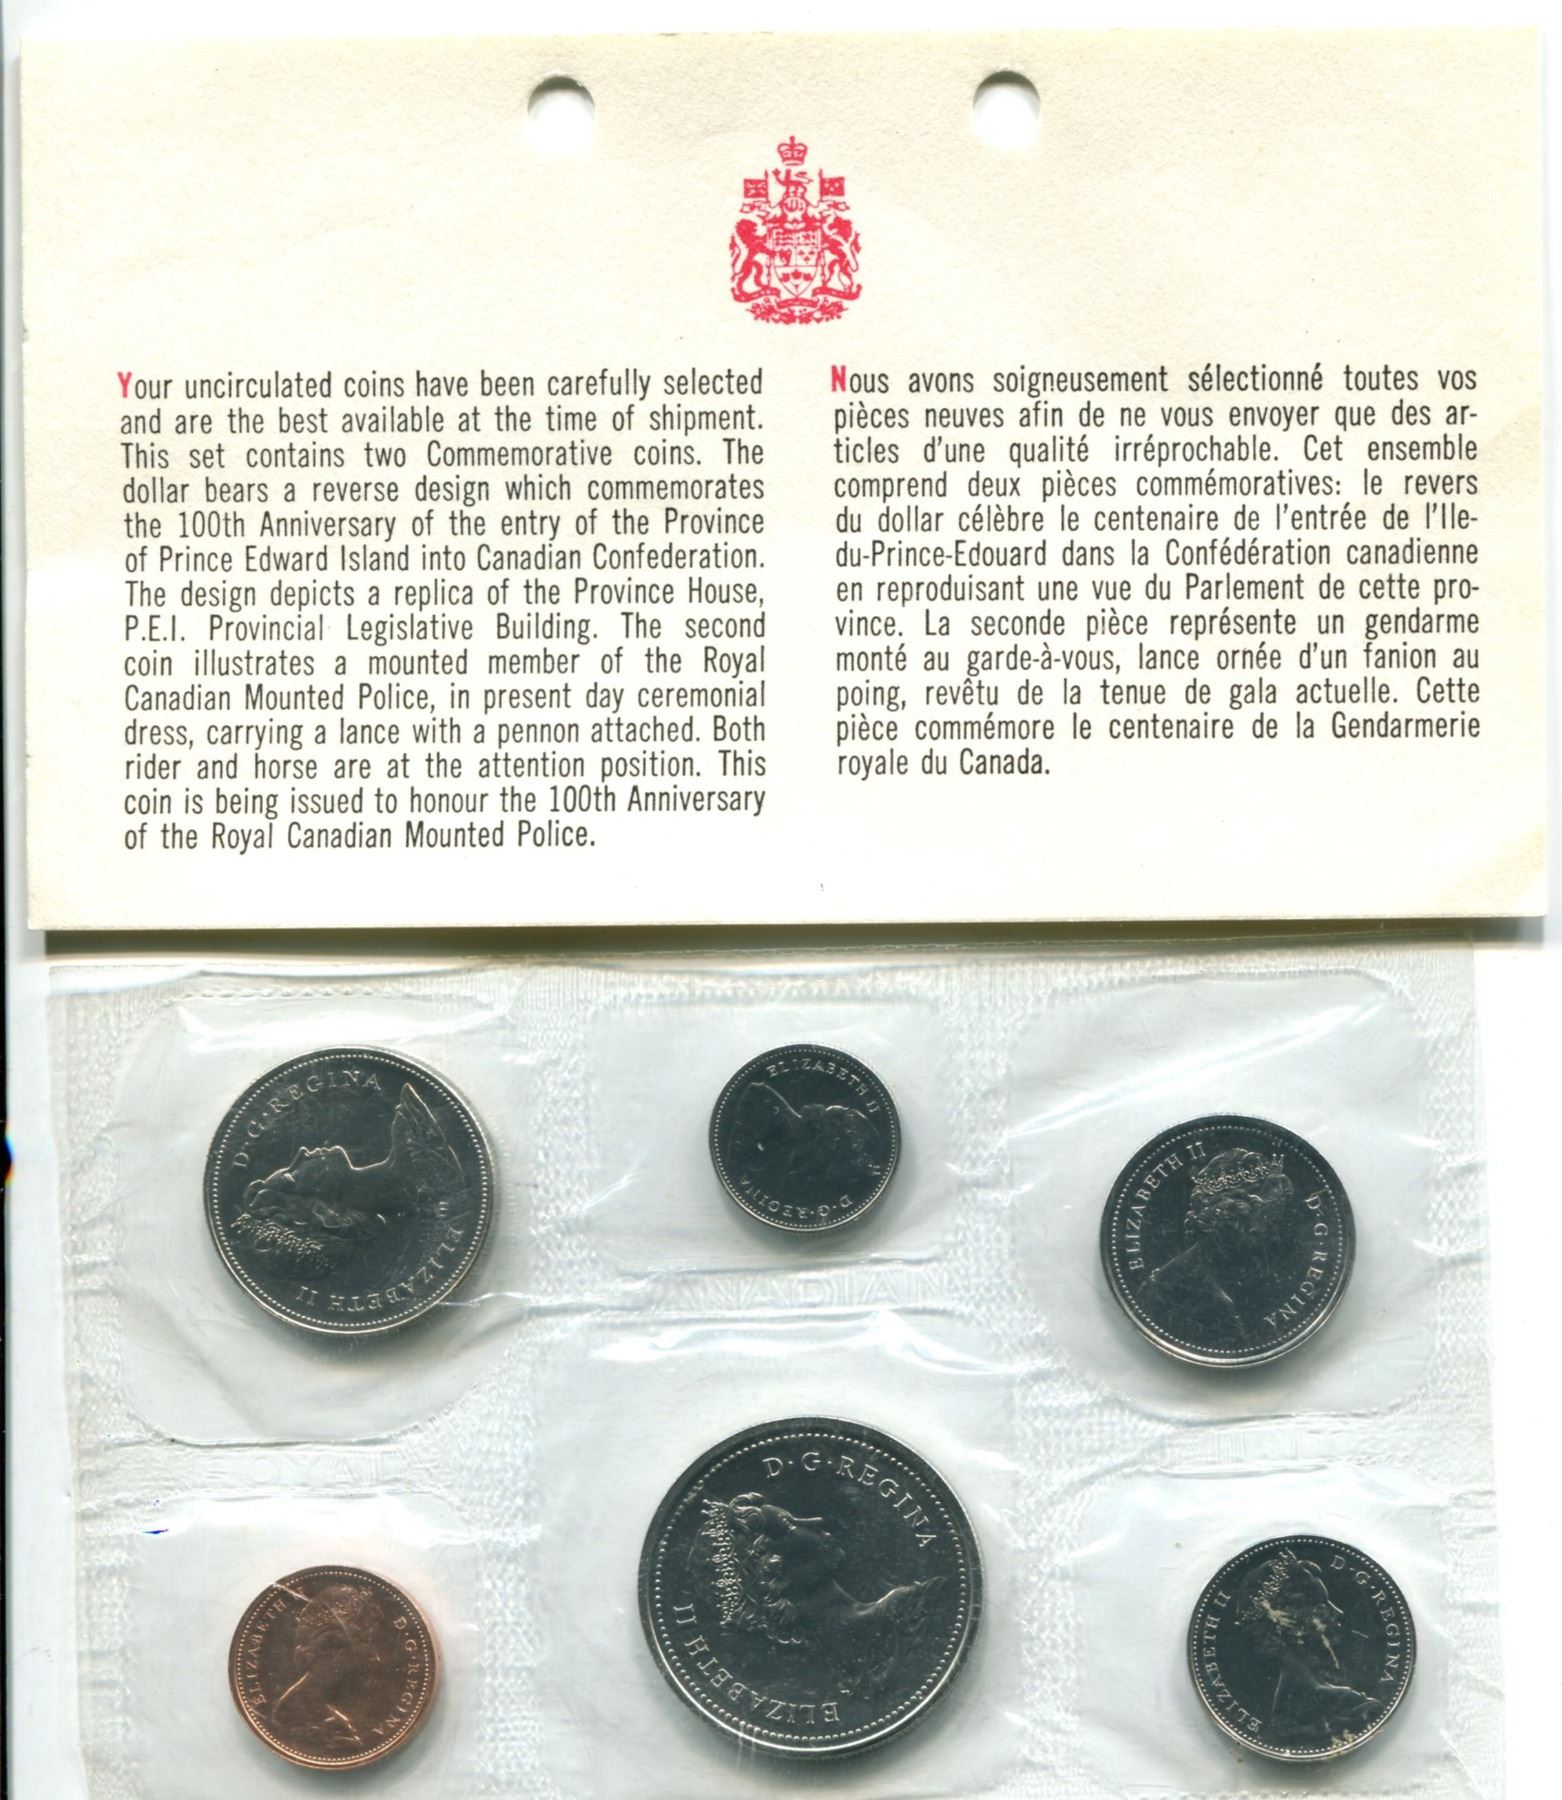 Your uncirculated coins have been carefully selected
and are the best available at the time of shipment.
This set contains two Commemorative coins. The
dollar bears a reverse design which commemorates
the 100th Anniversary of the entry of the Province
of Prince Edward Island into Canadian Confederation.
The design depicts a replica of the Province House,
P.E.I. Provincial Legislative Building. The second
coin illustrates a mounted member of the Royal
Canadian Mounted Police, in present day ceremonial
dress, carrying a lance with a pennon attached. Both
rider and horse are at the attention position. This
coin is being issued to honour the 100th Anniversary
of the Royal Canadian Mounted Police.
Nous avons soigneusement sélectionné toutes vos
pièces neuves afin de ne vous envoyer que des ar-
ticles d'une qualité irréprochable. Cet ensemble
comprend deux pièces commémoratives: le revers
du dollar célèbre le centenaire de l'entrée de l'Ile-
du-Prince-Edouard dans la Confédération canadienne
en reproduisant une vue du Parlement de cette pro-
vince. La seconde pièce représente un gendarme
monté au garde-à-vous, lance ornée d'un fanion au
poing, revêtu de la tenue de gala actuelle. Cette
pièce commémore le centenaire de la Gendarmerie
royale du Canada.
ELIZABETH II D·G·REGINA
ELIZABETH II D·G·REGINA
ELIZABETH II D·G·REGINA
CANADIAN
ROYAL
MINT
ELIZABETH II D·G·REGINA
ELIZABETH II D·G·REGINA
ELIZABETH II D·G·REGINA